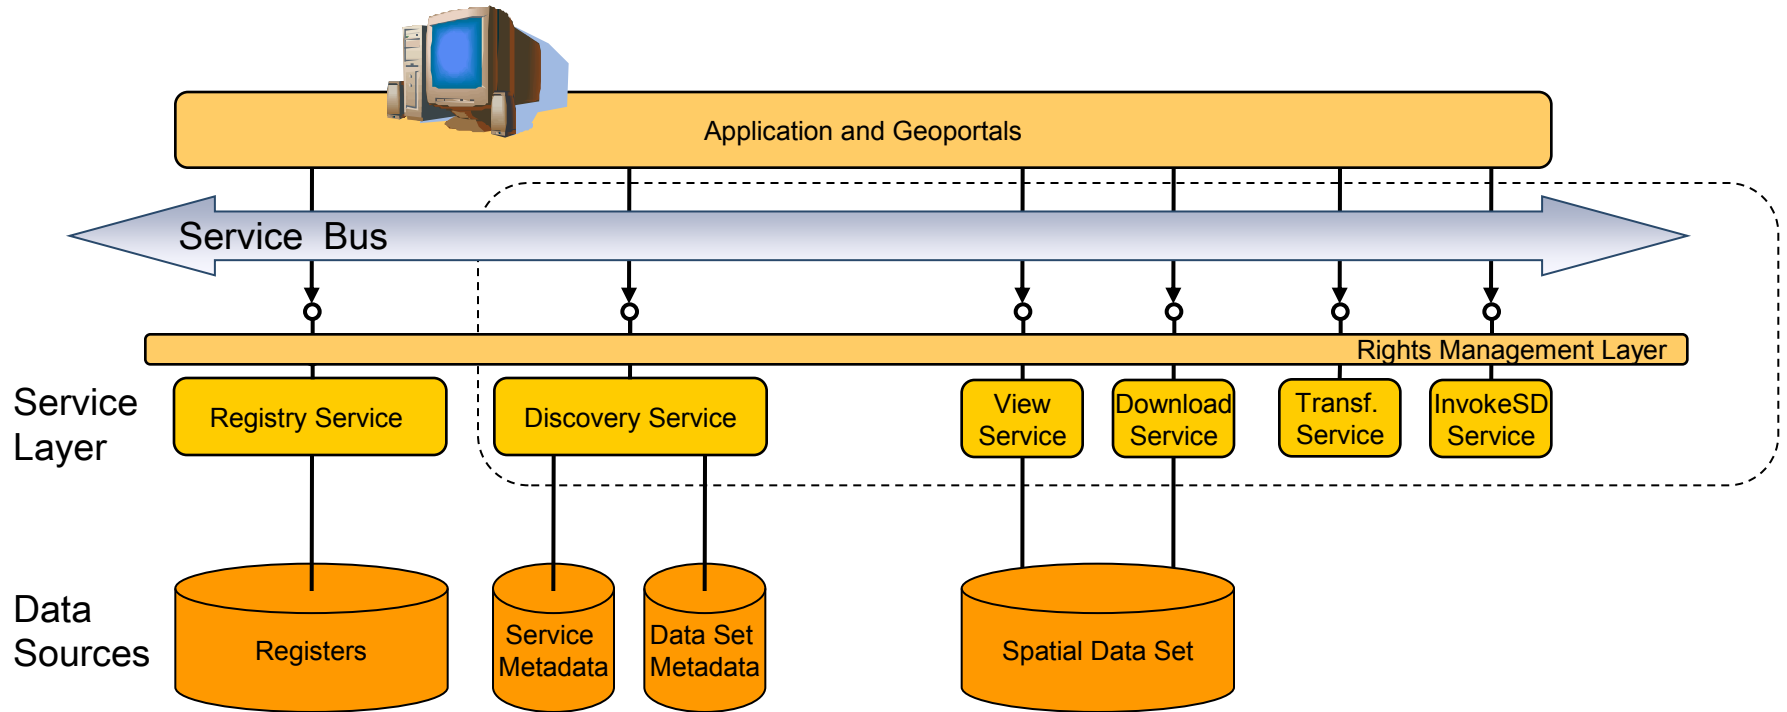 Application and Geoportals
Service Bus
Rights Management Layer
Service
Layer
Registry Service
Discovery Service
View
Service
Download
Service
Transf.
Service
InvokeSD
Service
Data
Sources
Registers
Service
Metadata
Data Set
Metadata
Spatial Data Set